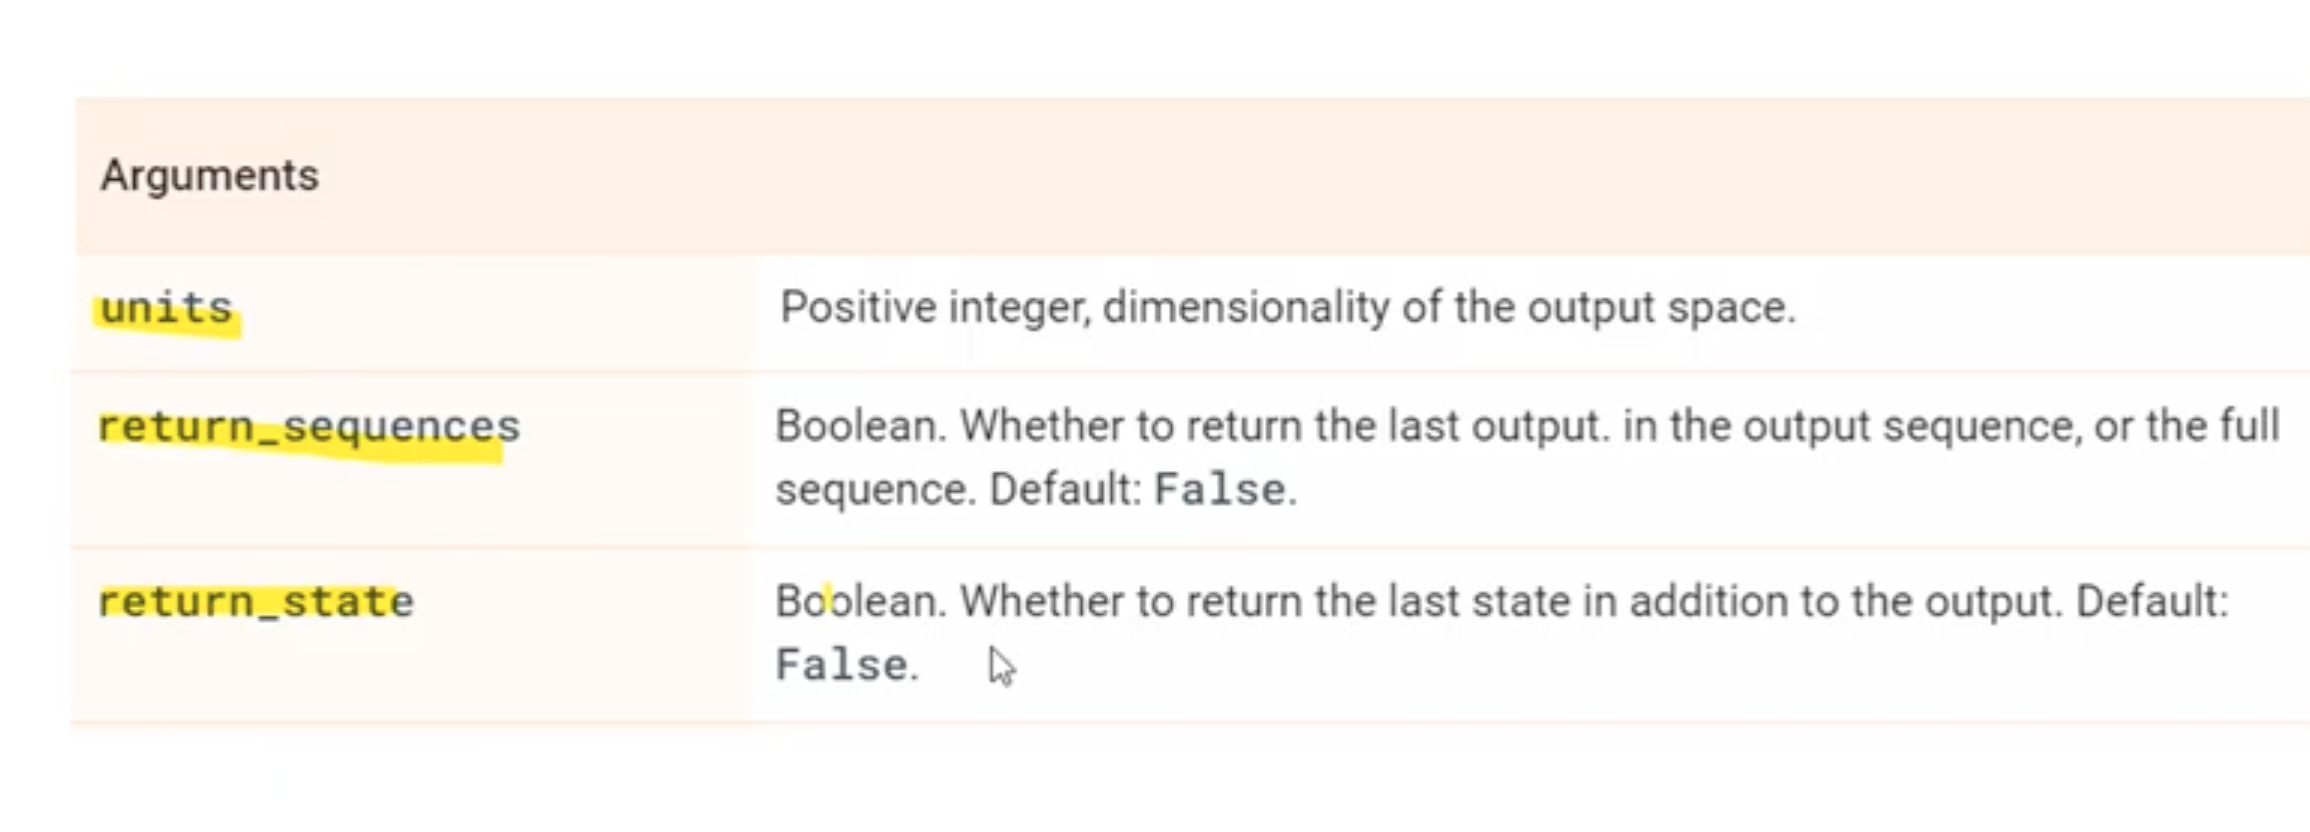 Arguments
units
Positive integer, dimensionality of the output space.
return_sequences
Boolean. Whether to return the last output. in the output sequence, or the full
sequence. Default: False.
return_state
Boolean. Whether to return the last state in addition to the output. Default:
False.